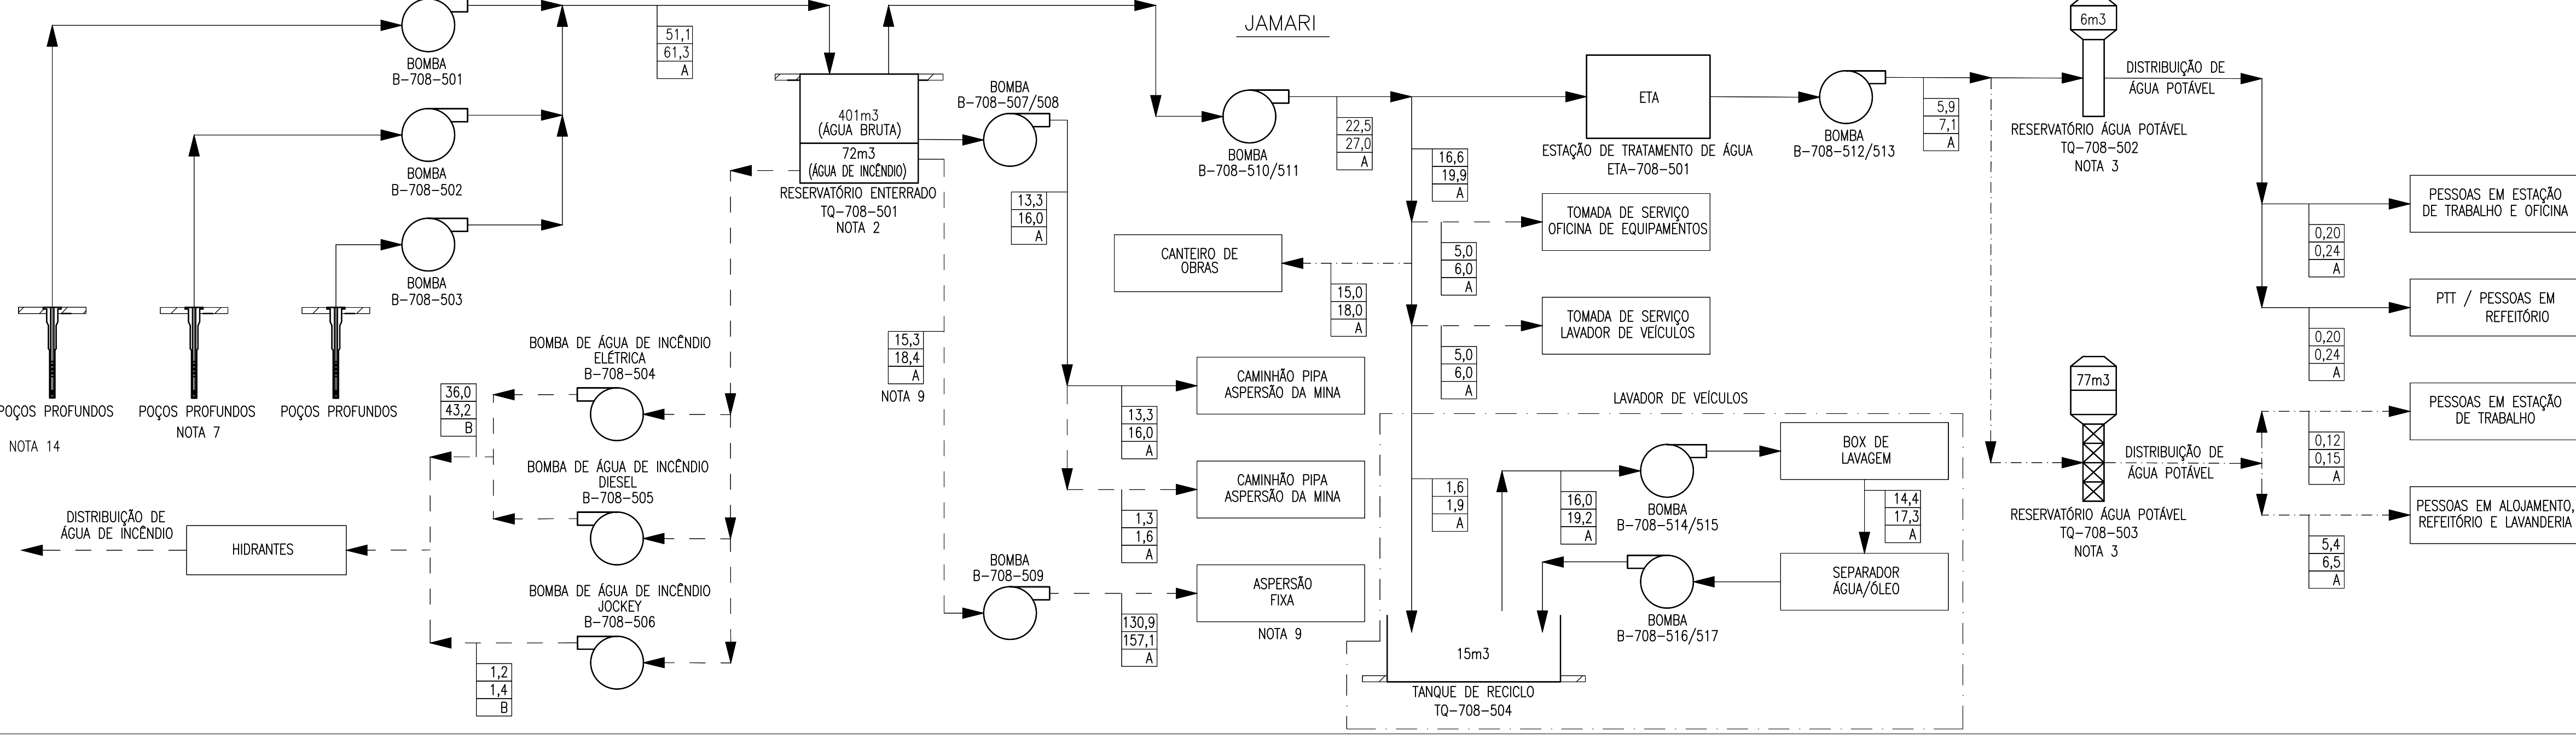 JAMARI
BOMBA
B-708-501
51,1
61,3
A
BOMBA
B-708-502
BOMBA
B-708-503
POÇOS PROFUNDOS
NOTA 14
POÇOS PROFUNDOS
NOTA 7
POÇOS PROFUNDOS
401m3
(ÁGUA BRUTA)
72m3
(ÁGUA DE INCÊNDIO)
RESERVATÓRIO ENTERRADO
TQ-708-501
NOTA 2
BOMBA
B-708-507/508
13,3
16,0
A
15,3
18,4
A
NOTA 9
BOMBA DE ÁGUA DE INCÊNDIO
ELÉTRICA
B-708-504
36,0
43,2
B
BOMBA DE ÁGUA DE INCÊNDIO
DIESEL
B-708-505
DISTRIBUIÇÃO DE
ÁGUA DE INCÊNDIO
HIDRANTES
BOMBA DE ÁGUA DE INCÊNDIO
JOCKEY
B-708-506
1,2
1,4
B
BOMBA
B-708-510/511
22,5
27,0
A
ETA
ESTAÇÃO DE TRATAMENTO DE ÁGUA
ETA-708-501
BOMBA
B-708-512/513
5,9
7,1
A
16,6
19,9
A
TOMADA DE SERVIÇO
OFICINA DE EQUIPAMENTOS
5,0
6,0
A
CANTEIRO DE
OBRAS
15,0
18,0
A
TOMADA DE SERVIÇO
LAVADOR DE VEÍCULOS
5,0
6,0
A
CAMINHÃO PIPA
ASPERSÃO DA MINA
13,3
16,0
A
CAMINHÃO PIPA
ASPERSÃO DA MINA
1,3
1,6
A
BOMBA
B-708-509
ASPERSÃO
FIXA
NOTA 9
130,9
157,1
A
LAVADOR DE VEÍCULOS
1,6
1,9
A
16,0
19,2
A
BOMBA
B-708-514/515
BOX DE
LAVAGEM
14,4
17,3
A
SEPARADOR
ÁGUA/ÓLEO
BOMBA
B-708-516/517
15m3
TANQUE DE RECICLO
TQ-708-504
6m3
RESERVATÓRIO ÁGUA POTÁVEL
TQ-708-502
NOTA 3
DISTRIBUIÇÃO DE
ÁGUA POTÁVEL
PESSOAS EM ESTAÇÃO
DE TRABALHO E OFICINA
0,20
0,24
A
PTT / PESSOAS EM
REFEITÓRIO
0,20
0,24
A
77m3
RESERVATÓRIO ÁGUA POTÁVEL
TQ-708-503
NOTA 3
DISTRIBUIÇÃO DE
ÁGUA POTÁVEL
PESSOAS EM ESTAÇÃO
DE TRABALHO
0,12
0,15
A
PESSOAS EM ALOJAMENTO,
REFEITÓRIO E LAVANDERIA
5,4
6,5
A